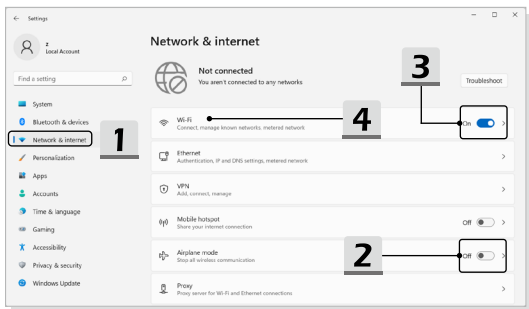 Settings
z
Local Account
Find a setting
System
Bluetooth & devices
Network & internet
Personalization
Apps
Accounts
Time & language
Gaming
Accessibility
Privacy & security
Windows Update
1
Network & internet
Not connected
You aren't connected to any networks
Troubleshoot
3
Wi-Fi
Connect, manage known networks, metered network
4
On
Ethernet
Authentication, IP and DNS settings, metered network
VPN
Add, connect, manage
Mobile hotspot
Share your internet connection
Off
Airplane mode
Stop all wireless communication
2
Off
Proxy
Proxy server for Wi-Fi and Ethernet connections